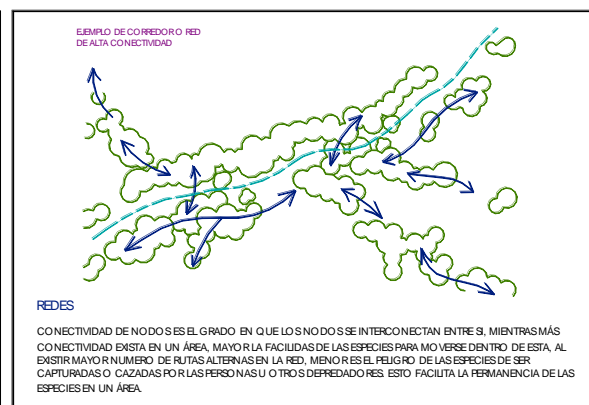 EJEMPLO DE CORREDOR O RED
DE ALTA CONECTIVIDAD
REDES
CONECTIVIDAD DE NODOS ES EL GRADO EN QUE LOS NODOS SE INTERCONECTAN ENTRE SI, MIENTRAS MÁS
CONECTIVIDAD EXISTA EN UN ÁREA, MAYOR LA FACILIDAS DE LAS ESPECIES PARA MOVERSE DENTRO DE ESTA, AL
EXISTIR MAYOR NUMERO DE RUTAS ALTERNAS EN LA RED, MENOR ES EL PELIGRO DE LAS ESPECIES DE SER
CAPTURADAS O CAZADAS POR LAS PERSONAS U OTROS DEPREDADORES. ESTO FACILITA LA PERMANENCIA DE LAS
ESPECIES EN UN ÁREA.